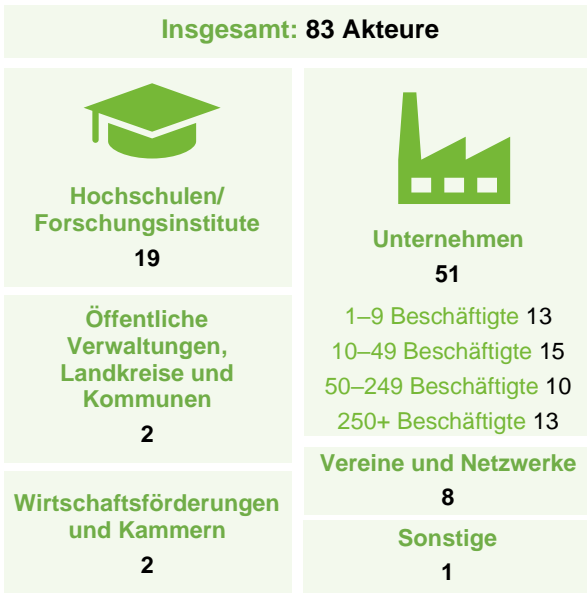 Insgesamt: 83 Akteure
Hochschulen/
Forschungsinstitute
19
Öffentliche
Verwaltungen,
Landkreise und
Kommunen
2
Wirtschaftsförderungen
und Kammern
2
Unternehmen
51
1–9 Beschäftigte 13
10–49 Beschäftigte 15
50–249 Beschäftigte 10
250+ Beschäftigte 13
Vereine und Netzwerke
8
Sonstige
1